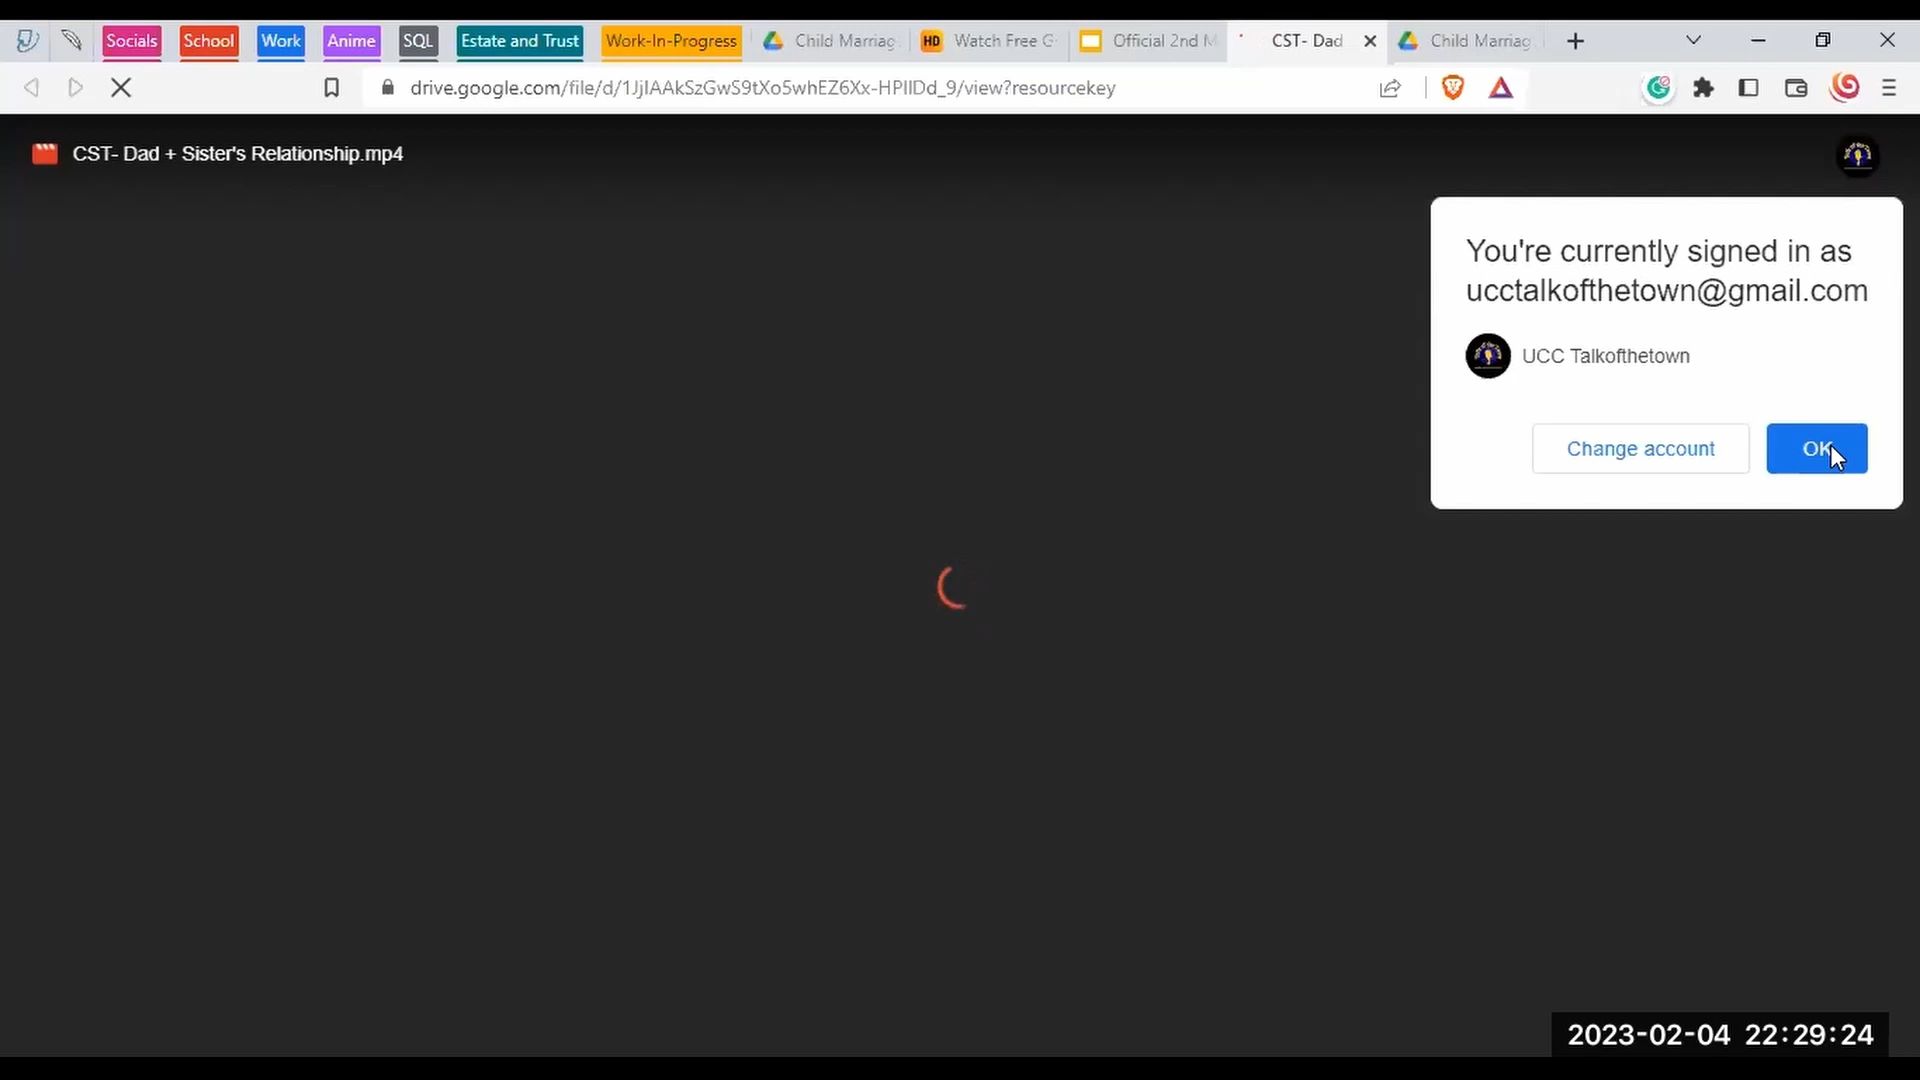 Socials School Work Anime SQL Estate and Trust Work-In-Progress Child Marriag HD Watch Free G Official 2nd M CST- Dad Child Marriag
drive.google.com/file/d/1JjIAAkSzGwS9tXo5whEZ6Xx-HPIIDd_9/view?resourcekey
CST- Dad + Sister's Relationship.mp4
You're currently signed in as
ucctalkofthetown@gmail.com
UCC Talkofthetown
Change account OK
2023-02-04 22:29:24